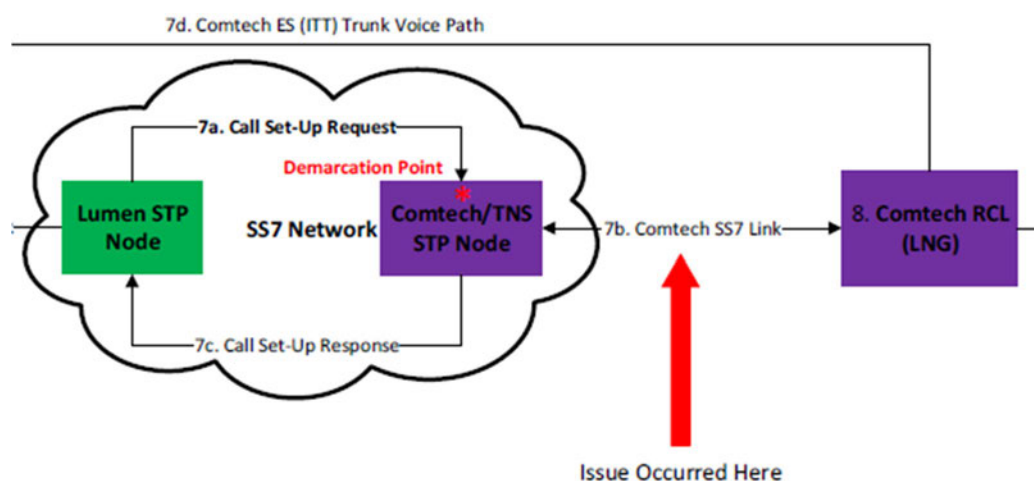 7d. Comtech ES (ITT) Trunk Voice Path
7a. Call Set-Up Request
Demarcation Point
*
Lumen STP
Node
SS7 Network
Comtech/TNS
STP Node
7b. Comtech SS7 Link
8. Comtech RCL
(LNG)
7c. Call Set-Up Response
Issue Occurred Here